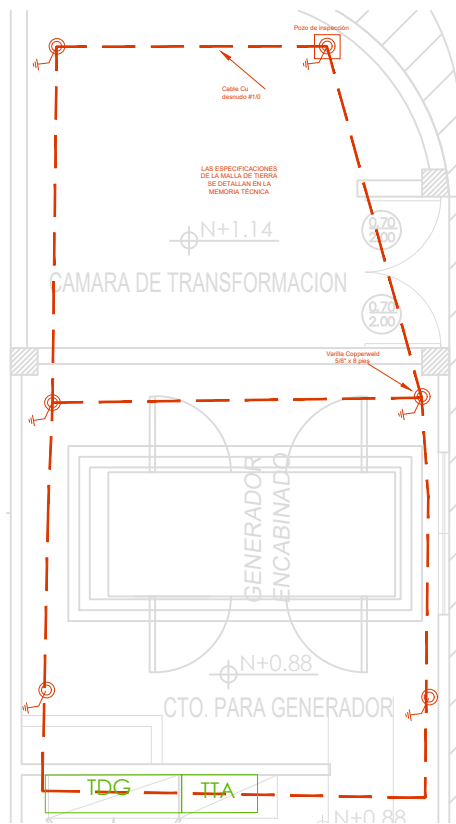 Pozo de inspección
Cable Cu
desnudo #1/0
LAS ESPECIFICACIONES
DE LA MALLA DE TIERRA
SE DETALLAN EN LA
MEMORIA TÉCNICA
0.70
2.00
N+1.14
CAMARA DE TRANSFORMACION
0.70
2.00
Varilla Copperweld
5/8" x 8 pies
GENERADOR
ENCABINADO
N+0.88
CTO. PARA GENERADOR
TDG
TTA
N+0.88